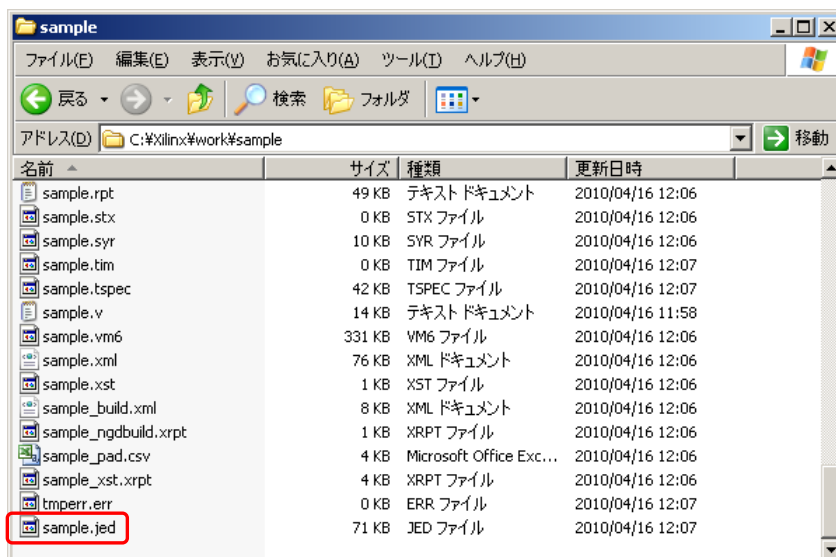 sample
ファイル(F) 編集(E) 表示(V) お気に入り(A) ツール(T) ヘルプ(H)
戻る 検索 フォルダ
アドレス(D) C:¥Xilinx¥work¥sample 移動
名前 サイズ 種類 更新日時
sample.rpt 49 KB テキスト ドキュメント 2010/04/16 12:06
sample.stx 0 KB STX ファイル 2010/04/16 12:06
sample.syr 10 KB SYR ファイル 2010/04/16 12:06
sample.tim 0 KB TIM ファイル 2010/04/16 12:07
sample.tspec 42 KB TSPEC ファイル 2010/04/16 12:07
sample.v 14 KB テキスト ドキュメント 2010/04/16 11:58
sample.vm6 331 KB VM6 ファイル 2010/04/16 12:06
sample.xml 76 KB XML ドキュメント 2010/04/16 12:06
sample.xst 1 KB XST ファイル 2010/04/16 12:06
sample_build.xml 8 KB XML ドキュメント 2010/04/16 12:06
sample_ngdbuild.xrpt 1 KB XRPT ファイル 2010/04/16 12:06
sample_pad.csv 4 KB Microsoft Office Exc... 2010/04/16 12:06
sample_xst.xrpt 4 KB XRPT ファイル 2010/04/16 12:06
tmperr.err 0 KB ERR ファイル 2010/04/16 12:07
sample.jed 71 KB JED ファイル 2010/04/16 12:07